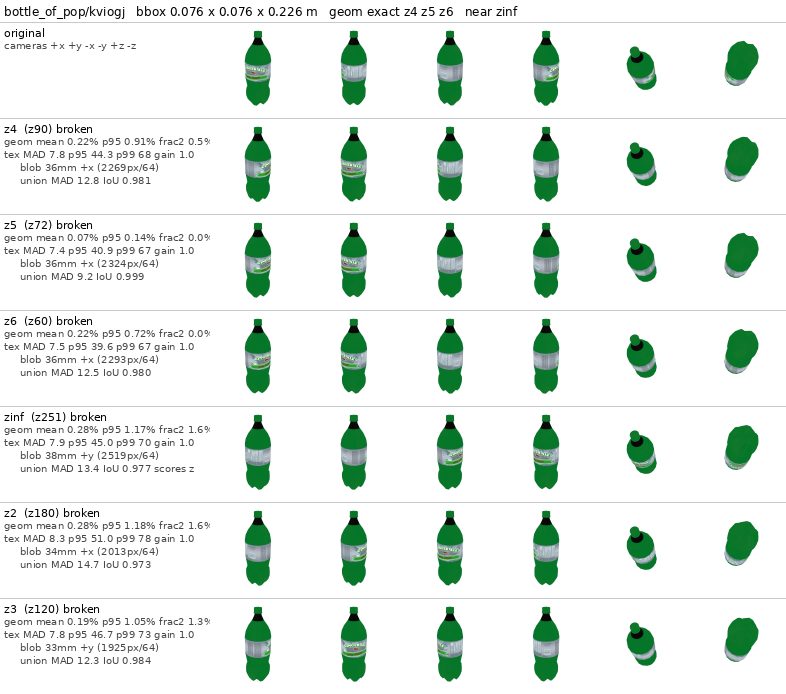 bottle_of_pop/kviogj bbox 0.076 x 0.076 x 0.226 m geom exact z4 z5 z6 near zinf
original
cameras +x +y -x -y +z -z
z4 (z90) broken
geom mean 0.22% p95 0.91% frac2 0.5%
tex MAD 7.8 p95 44.3 p99 68 gain 1.0
blob 36mm +x (2269px/64)
union MAD 12.8 IoU 0.981
z5 (z72) broken
geom mean 0.07% p95 0.14% frac2 0.0%
tex MAD 7.4 p95 40.9 p99 67 gain 1.0
blob 36mm +x (2324px/64)
union MAD 9.2 IoU 0.999
z6 (z60) broken
geom mean 0.22% p95 0.72% frac2 0.0%
tex MAD 7.5 p95 39.6 p99 67 gain 1.0
blob 36mm +x (2293px/64)
union MAD 12.5 IoU 0.980
zinf (z251) broken
geom mean 0.28% p95 1.17% frac2 1.6%
tex MAD 7.9 p95 45.0 p99 70 gain 1.0
blob 38mm +y (2519px/64)
union MAD 13.4 IoU 0.977 scores z
z2 (z180) broken
geom mean 0.28% p95 1.18% frac2 1.6%
tex MAD 8.3 p95 51.0 p99 78 gain 1.0
blob 34mm +x (2013px/64)
union MAD 14.7 IoU 0.973
z3 (z120) broken
geom mean 0.19% p95 1.05% frac2 1.3%
tex MAD 7.8 p95 46.7 p99 73 gain 1.0
blob 33mm +y (1925px/64)
union MAD 12.3 IoU 0.984